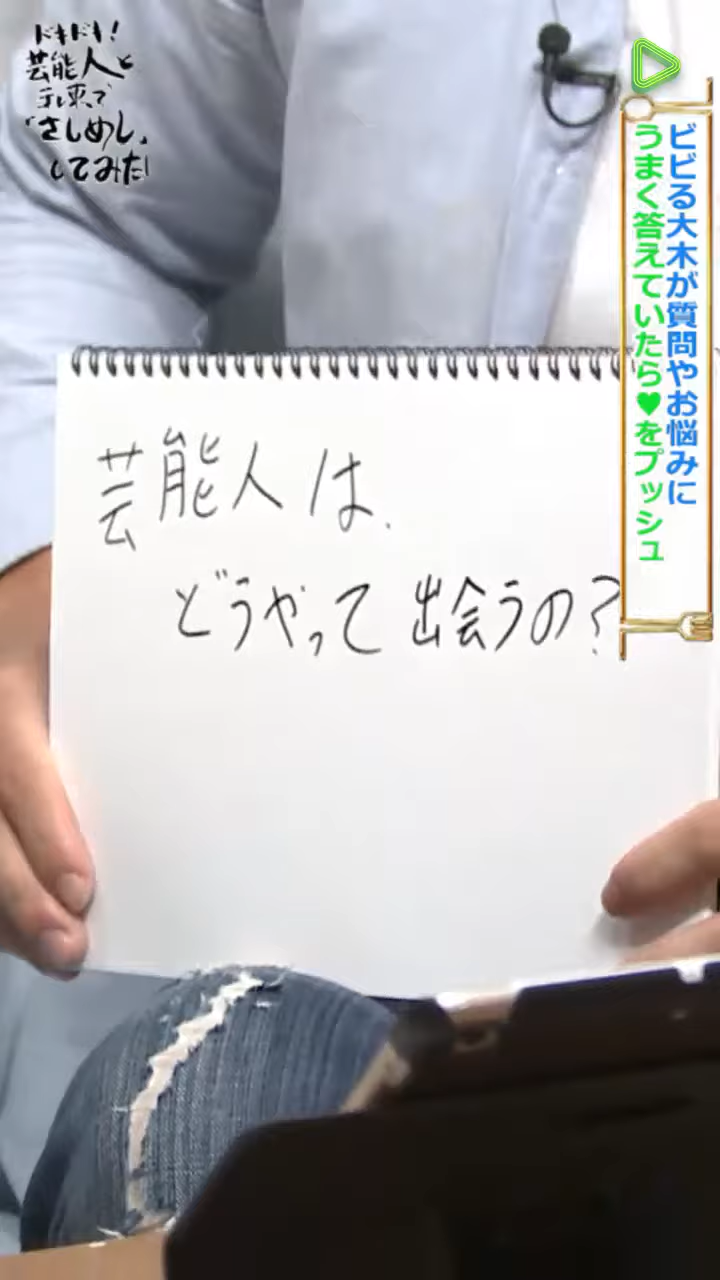 ドキドキ!
芸能人と
テレ東で
「さしめし」
してみた!
ビビる大木が質問やお悩みに
うまく答えていたら♥をプッシュ
芸能人は、
どうやって出会うの?